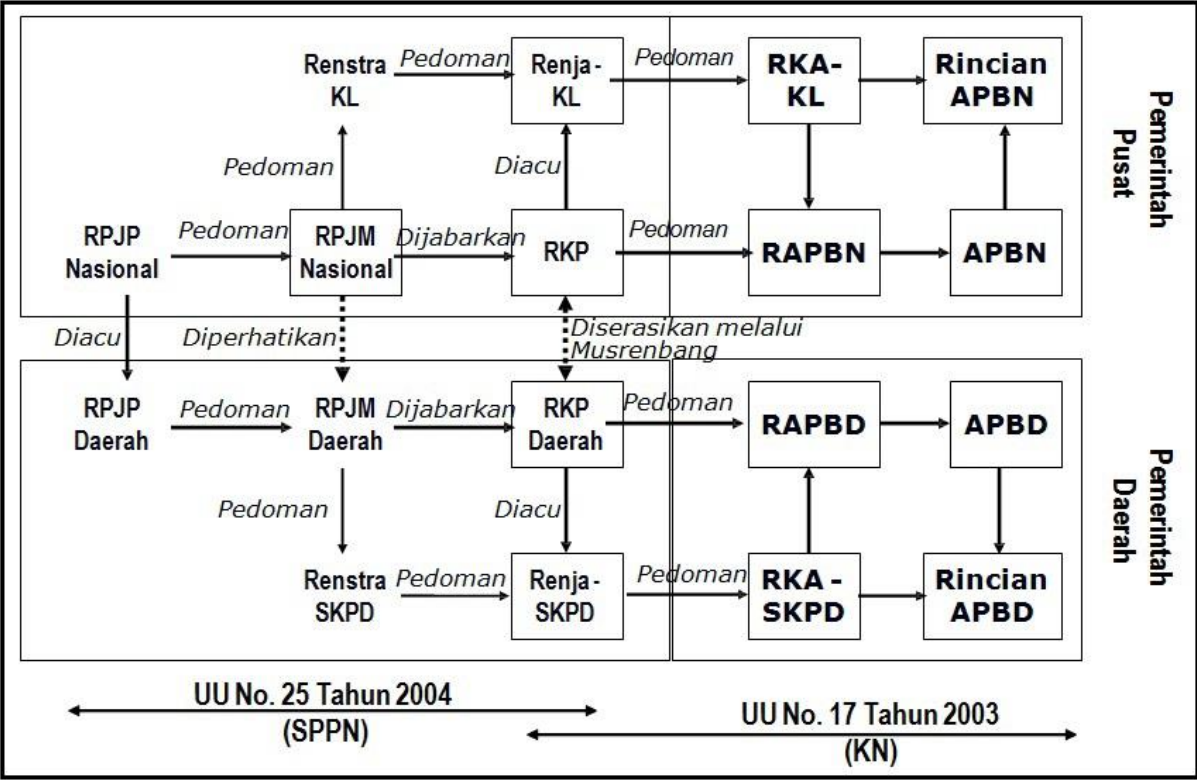 Renstra
KL
Pedoman
Renja-
KL
Pedoman
RKA-
KL
Rincian
APBN
Pemerintah
Pusat
Pedoman
Diacu
RPJP
Nasional
Pedoman
RPJM
Nasional
Dijabarkan
RKP
Pedoman
RAPBN
APBN
Diacu
Diperhatikan
Diserasikan melalui
Musrenbang
RPJP
Daerah
Pedoman
RPJM
Daerah
Dijabarkan
RKP
Daerah
Pedoman
RAPBD
APBD
Pemerintah
Daerah
Pedoman
Diacu
Renstra
SKPD
Pedoman
Renja-
SKPD
Pedoman
RKA -
SKPD
Rincian
APBD
UU No. 25 Tahun 2004
(SPPN)
UU No. 17 Tahun 2003
(KN)